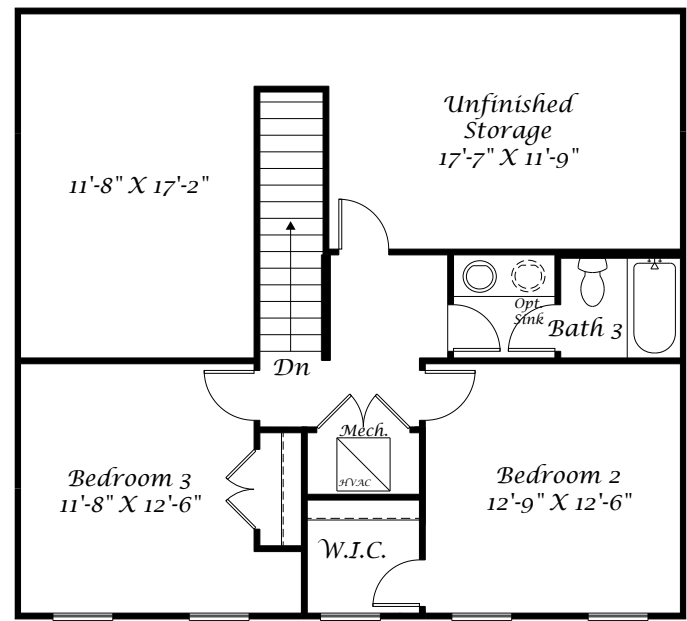 Unfinished
Storage
17'-7" X 11'-9"
11'-8" X 17'-2"
Opt.
Sink
Bath 3
Dn
Mech.
HVAC
Bedroom 3
11'-8" X 12'-6"
Bedroom 2
12'-9" X 12'-6"
W.I.C.